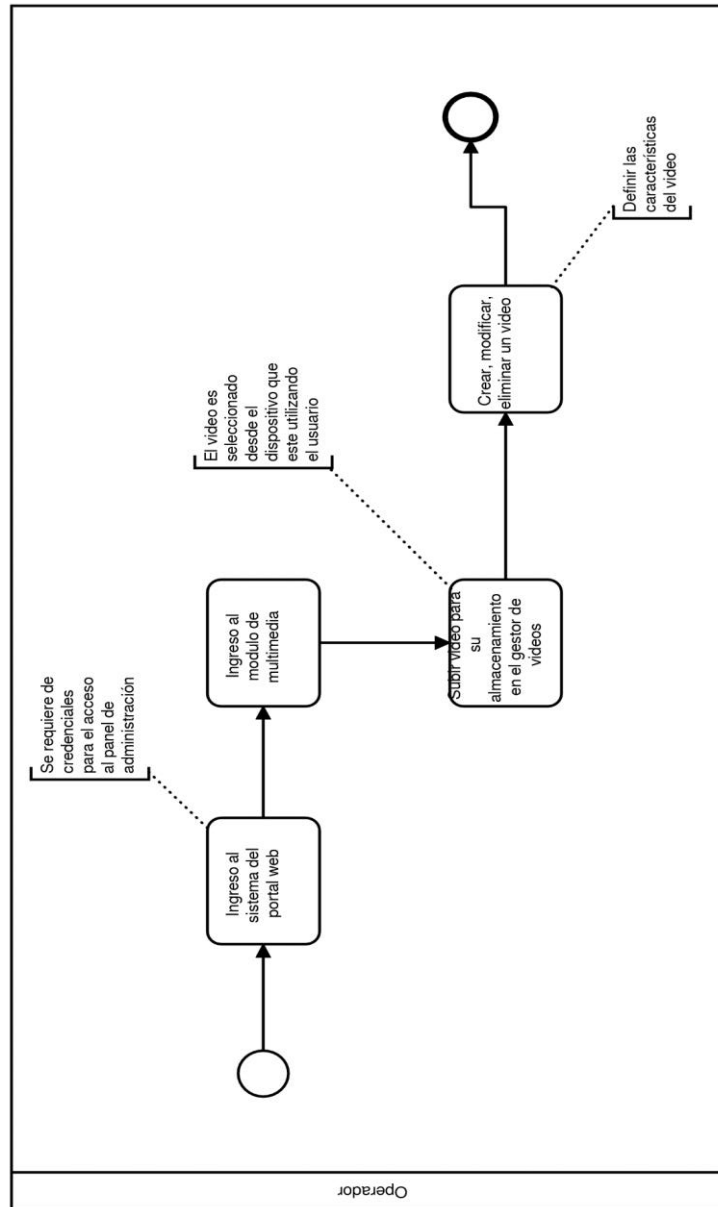 Operador
Se requiere de
credenciales
para el acceso
al panel de
administración
Ingreso al
sistema del
portal web
Ingreso al
modulo de
multimedia
El video es
seleccionado
desde el
dispositivo que
este utilizando
el usuario
Subir video para
su
almacenamiento
en el gestor de
videos
Crear, modificar,
eliminar un video
Definir las
características
del video